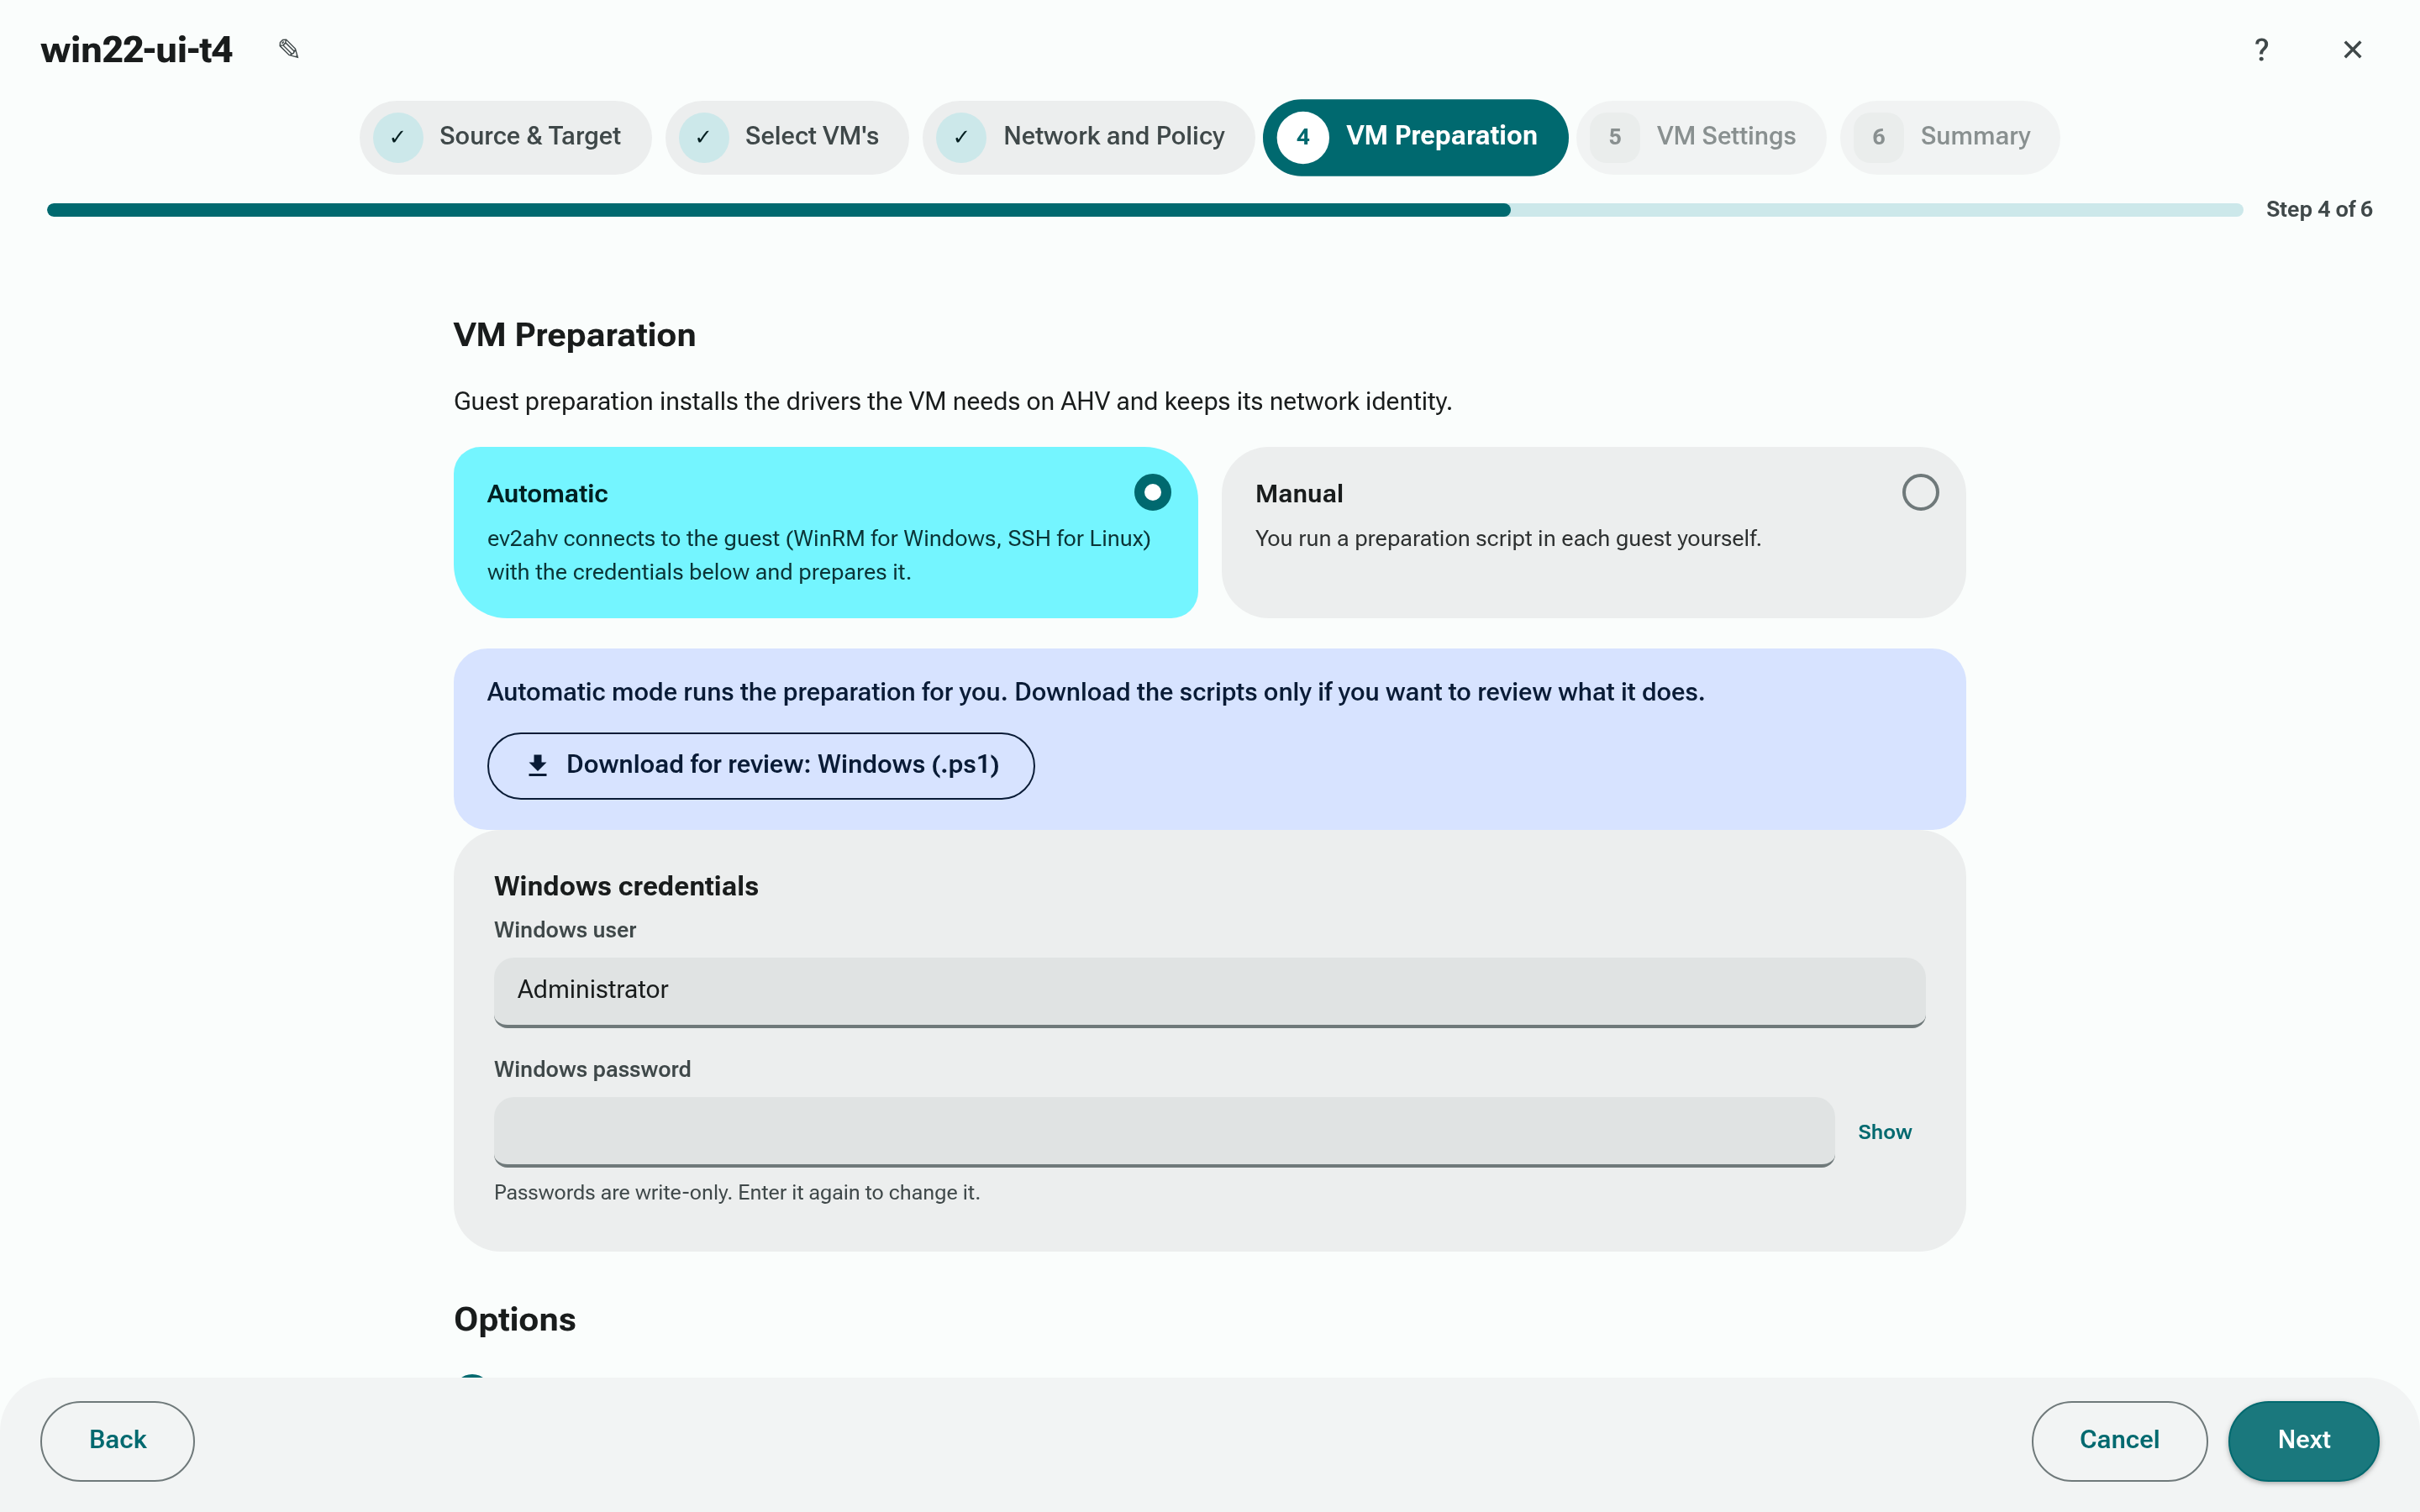 win22-ui-t4 ✎
? ✕
✓ Source & Target
✓ Select VM's
✓ Network and Policy
4 VM Preparation
5 VM Settings
6 Summary
Step 4 of 6
VM Preparation
Guest preparation installs the drivers the VM needs on AHV and keeps its network identity.
Automatic
ev2ahv connects to the guest (WinRM for Windows, SSH for Linux)
with the credentials below and prepares it.
Manual
You run a preparation script in each guest yourself.
Automatic mode runs the preparation for you. Download the scripts only if you want to review what it does.
Download for review: Windows (.ps1)
Windows credentials
Windows user
Administrator
Windows password
Show
Passwords are write-only. Enter it again to change it.
Options
Back
Cancel
Next